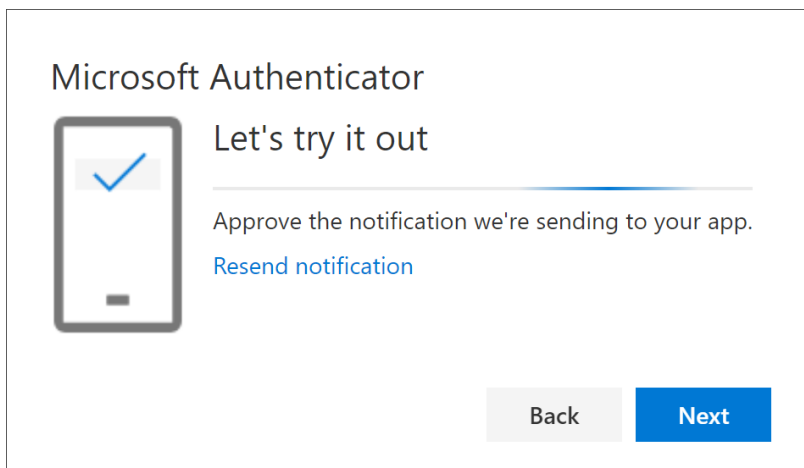 Microsoft Authenticator
Let's try it out
Approve the notification we're sending to your app.
Resend notification
Back
Next